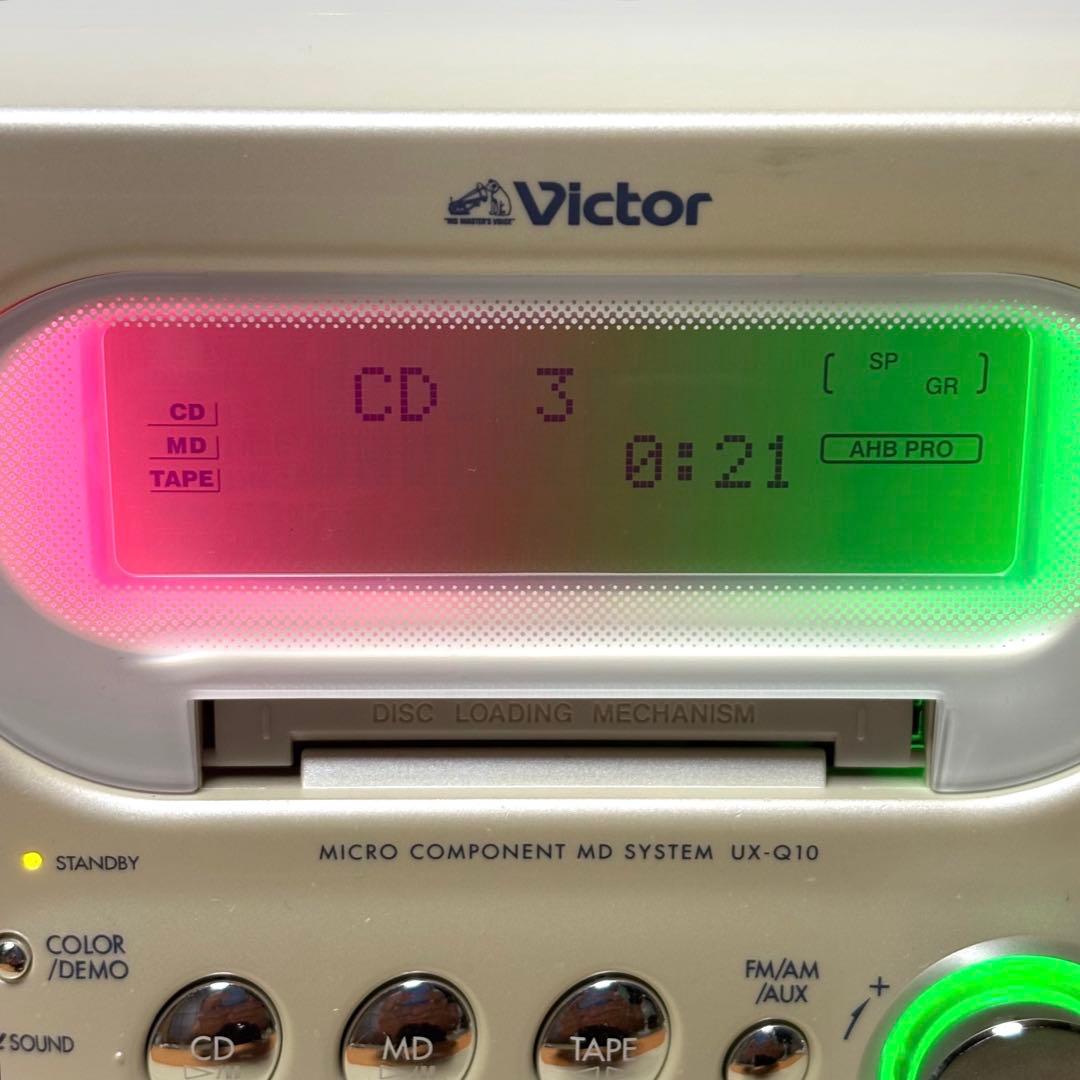 "HIS MASTER'S VOICE"
Victor
CD 3
SP
GR
CD
MD
TAPE
0:21
AHB PRO
DISC LOADING MECHANISM
MICRO COMPONENT MD SYSTEM UX-Q10
STANDBY
COLOR
/DEMO
FM/AM
/AUX
+
SOUND
CD
MD
TAPE